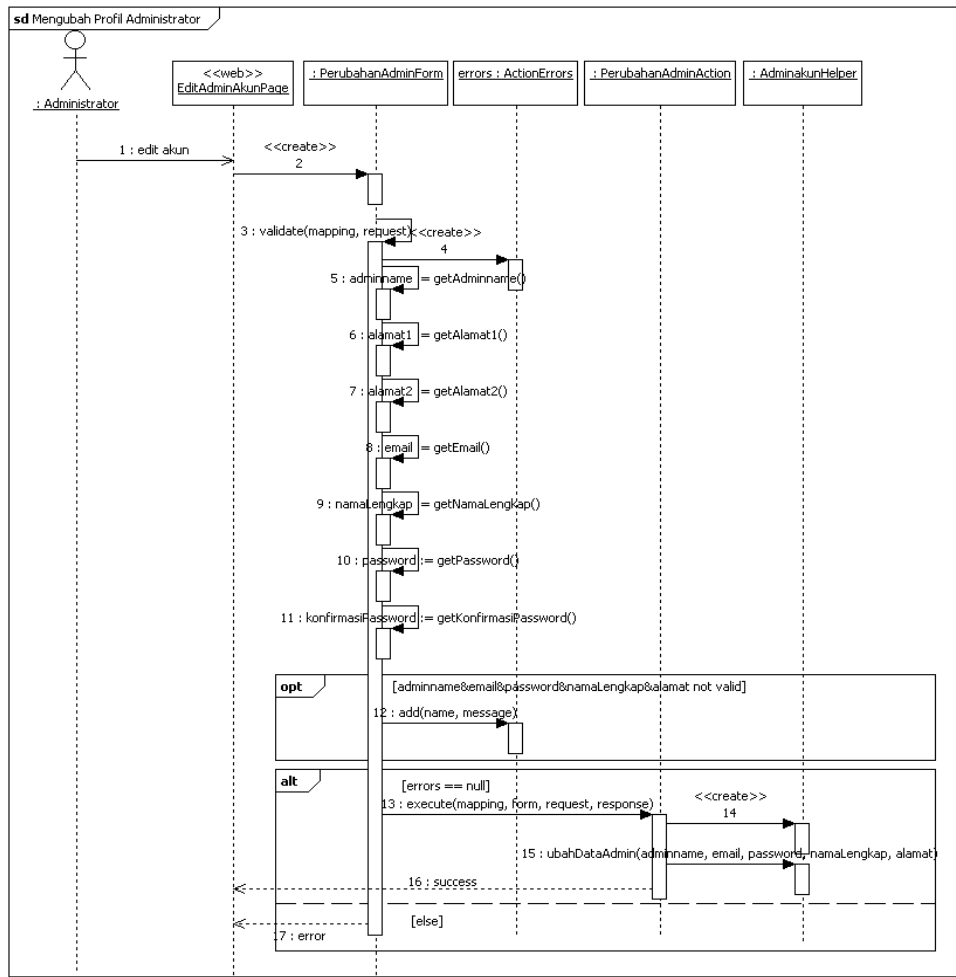 sd Mengubah Profil Administrator
: Administrator
<<web>>
EditAdminAkunPage
: PerubahanAdminForm
errors : ActionErrors
: PerubahanAdminAction
: AdminakunHelper
1 : edit akun
<<create>>
2
3 : validate(mapping, request)
<<create>>
4
5 : adminname := getAdminname()
6 : alamat1 := getAlamat1()
7 : alamat2 := getAlamat2()
8 : email := getEmail()
9 : namaLengkap := getNamaLengkap()
10 : password := getPassword()
11 : konfirmasiPassword := getKonfirmasiPassword()
opt
[adminname&email&password&namaLengkap&alamat not valid]
12 : add(name, message)
alt
[errors == null]
13 : execute(mapping, form, request, response)
<<create>>
14
15 : ubahDataAdmin(adminname, email, password, namaLengkap, alamat)
16 : success
[else]
17 : error